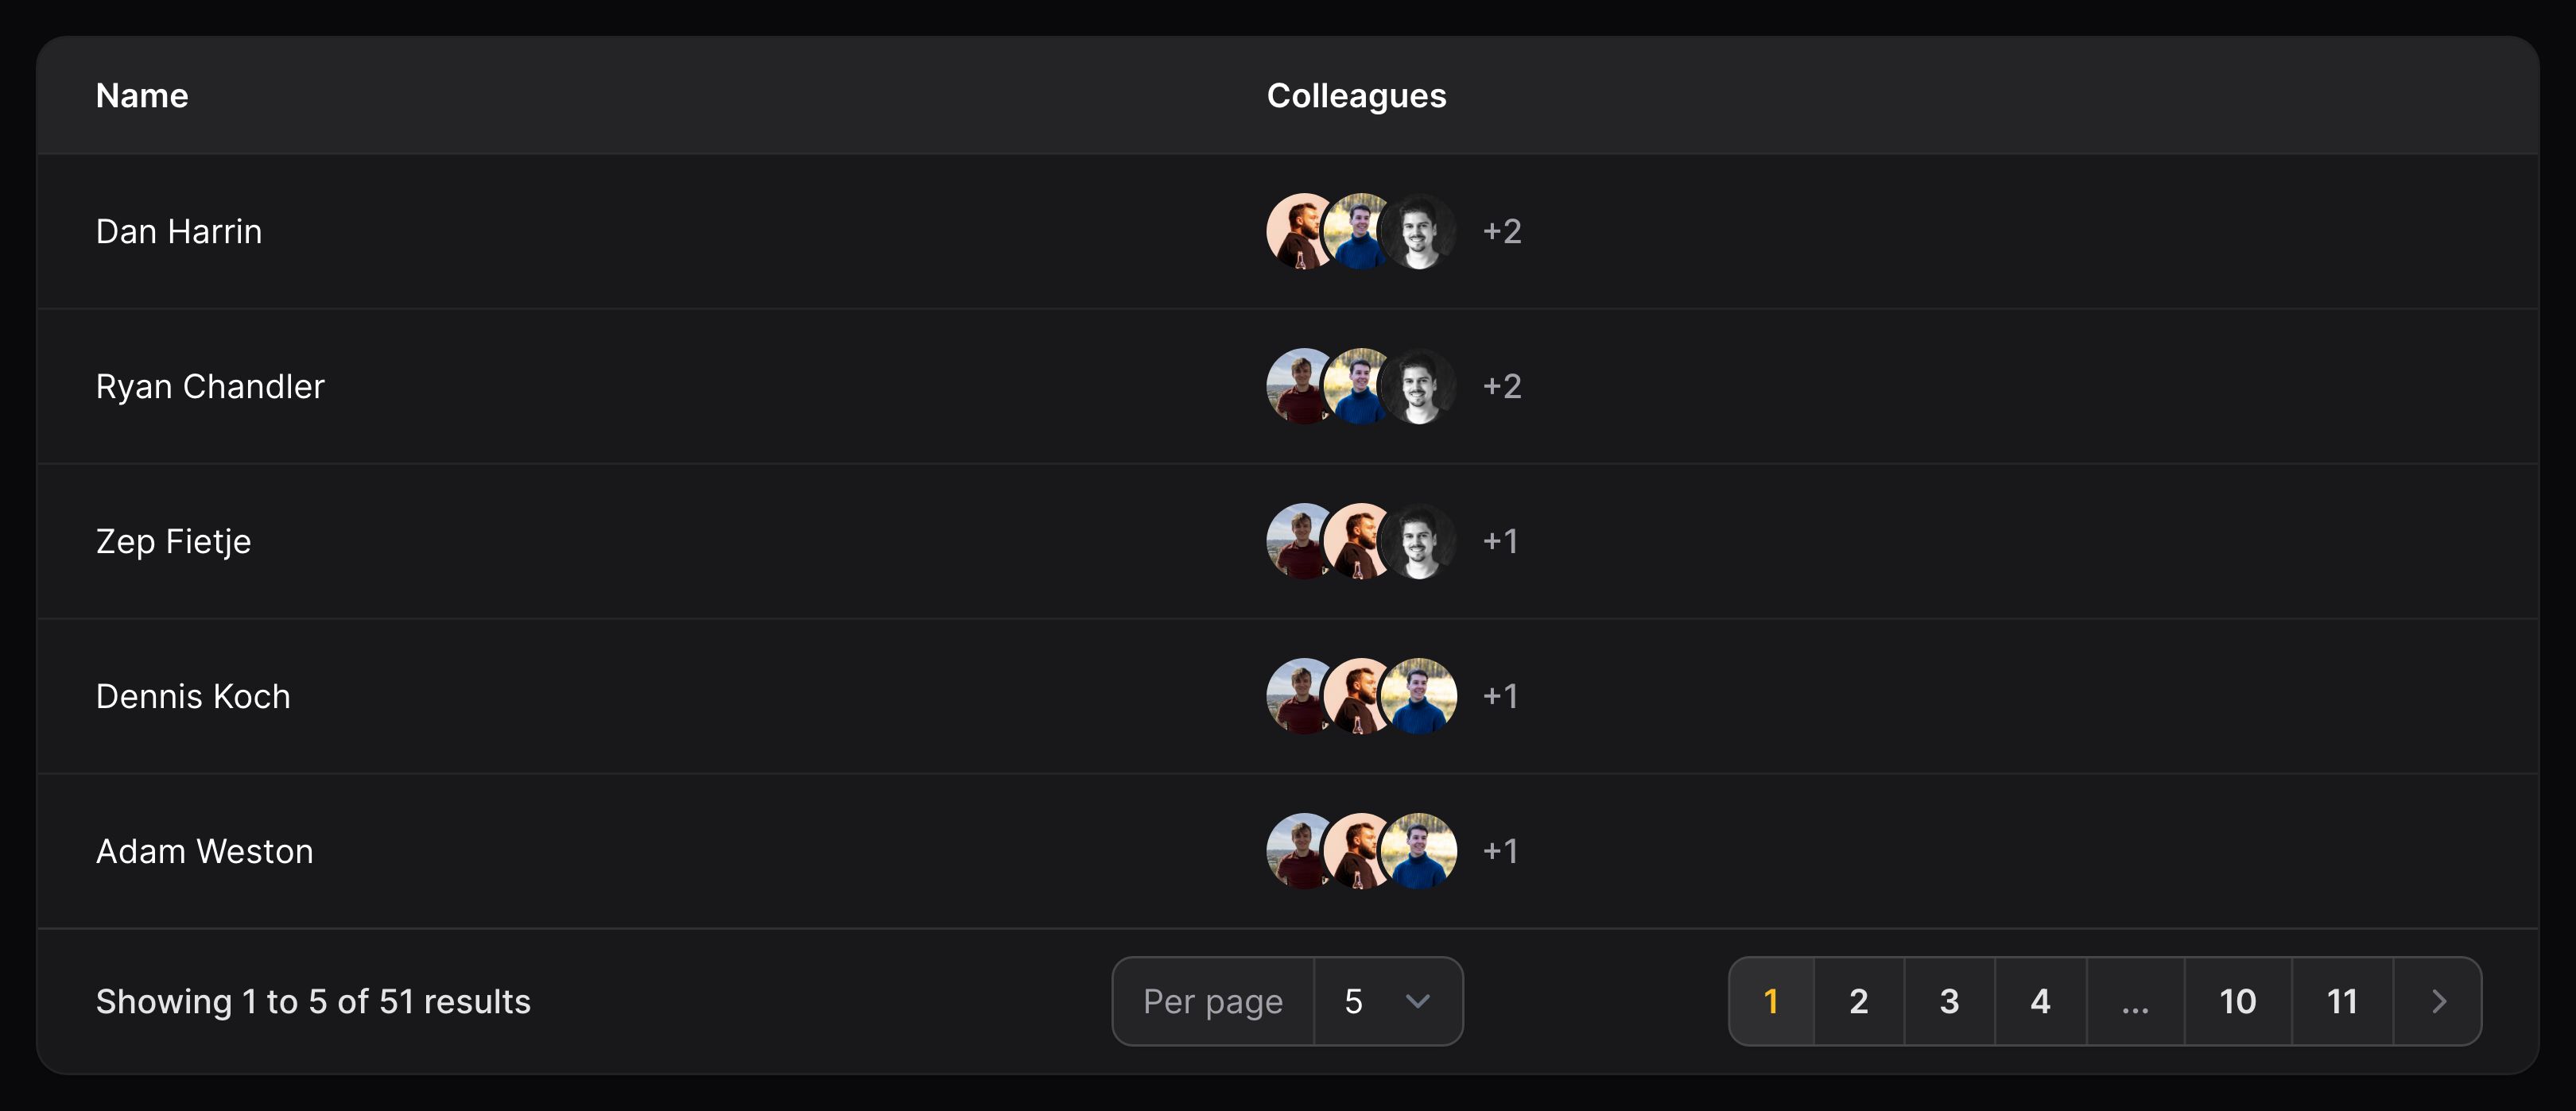 Name Colleagues
Dan Harrin +2
Ryan Chandler +2
Zep Fietje +1
Dennis Koch +1
Adam Weston +1
Showing 1 to 5 of 51 results Per page 5 1 2 3 4 ... 10 11